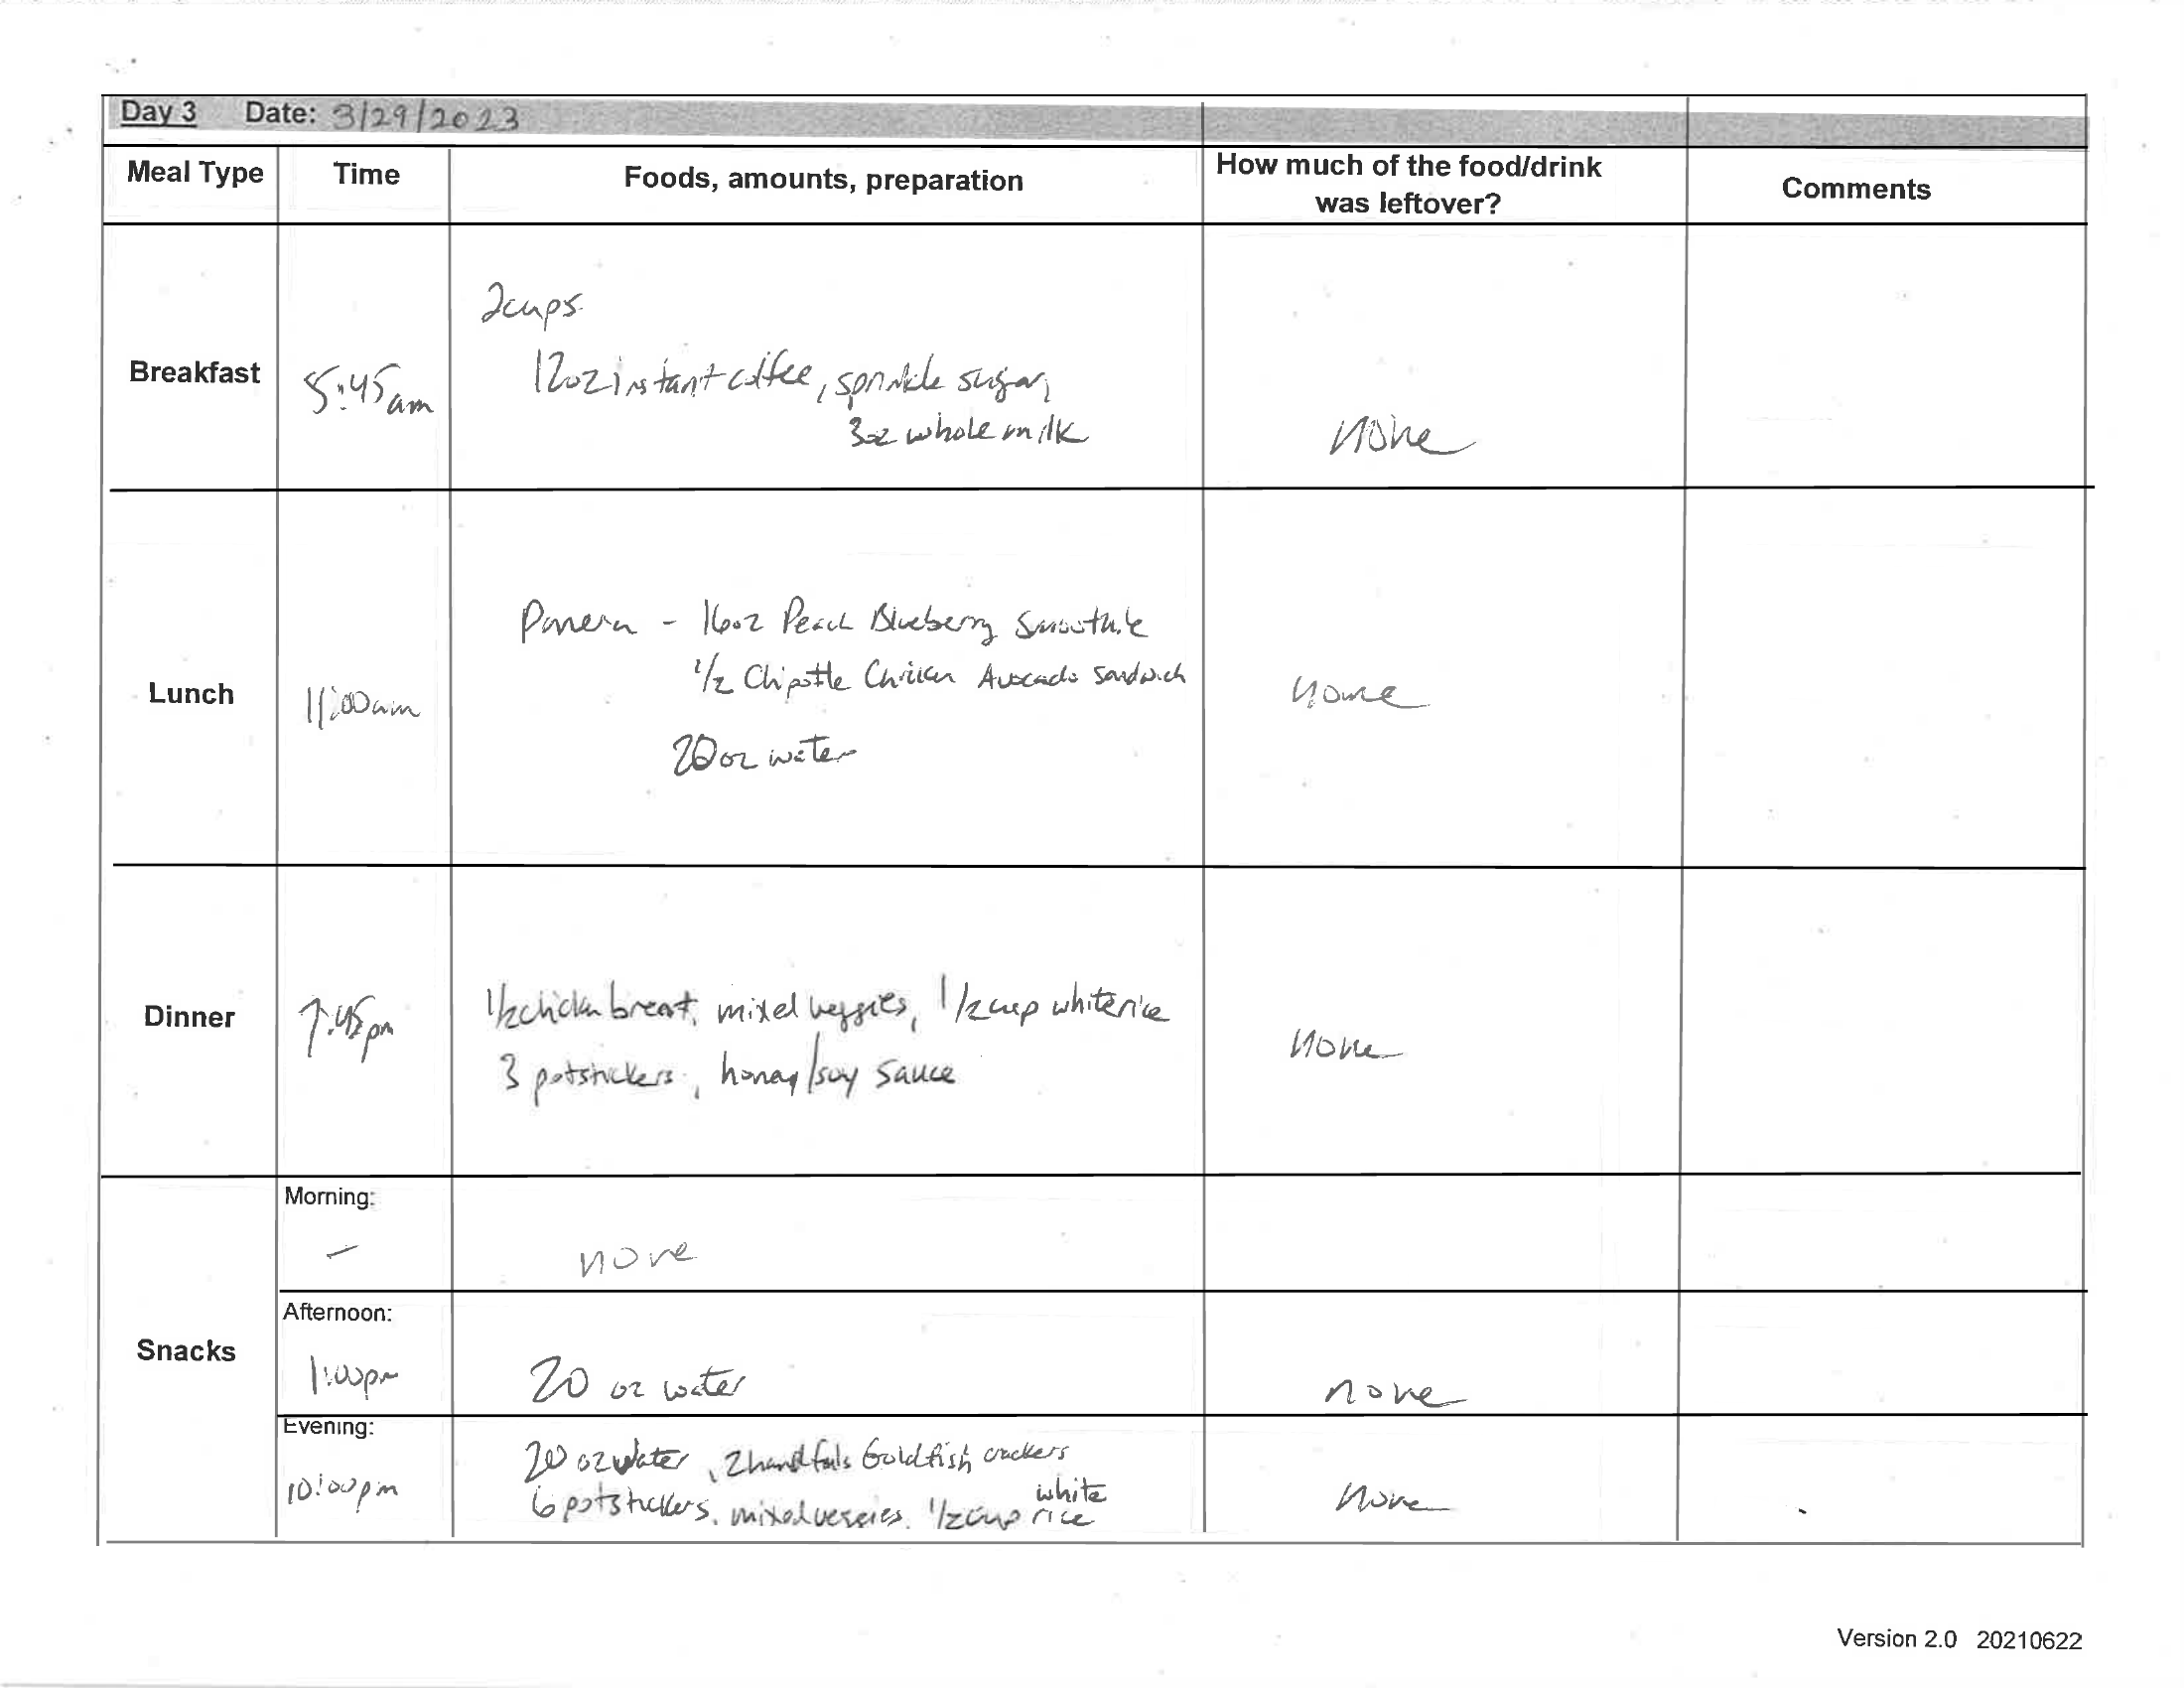 Day 3 Date: 3/29/2023
Meal Type Time Foods, amounts, preparation How much of the food/drink was leftover? Comments
Breakfast 5:45am
2cups
12oz instant coffee, sprinkle sugar,
3oz whole milk
none
Lunch 11:00am
Panera - 16oz Peach Blueberry Smoothie
1/2 Chipotle Chicken Avocado Sandwich
20 oz water
none
Dinner 7:45pm
1/2 chicken breast, mixed veggies, 1 1/2 cup white rice
3 potstickers, honey/soy sauce
none
Snacks
Morning:
— none
Afternoon:
1:00pm 20 oz water none
Evening:
10:00pm
20 oz water, 2 handfuls Goldfish crackers
6 potstickers, mixed veggies, 1/2 cup white rice
none
Version 2.0 20210622